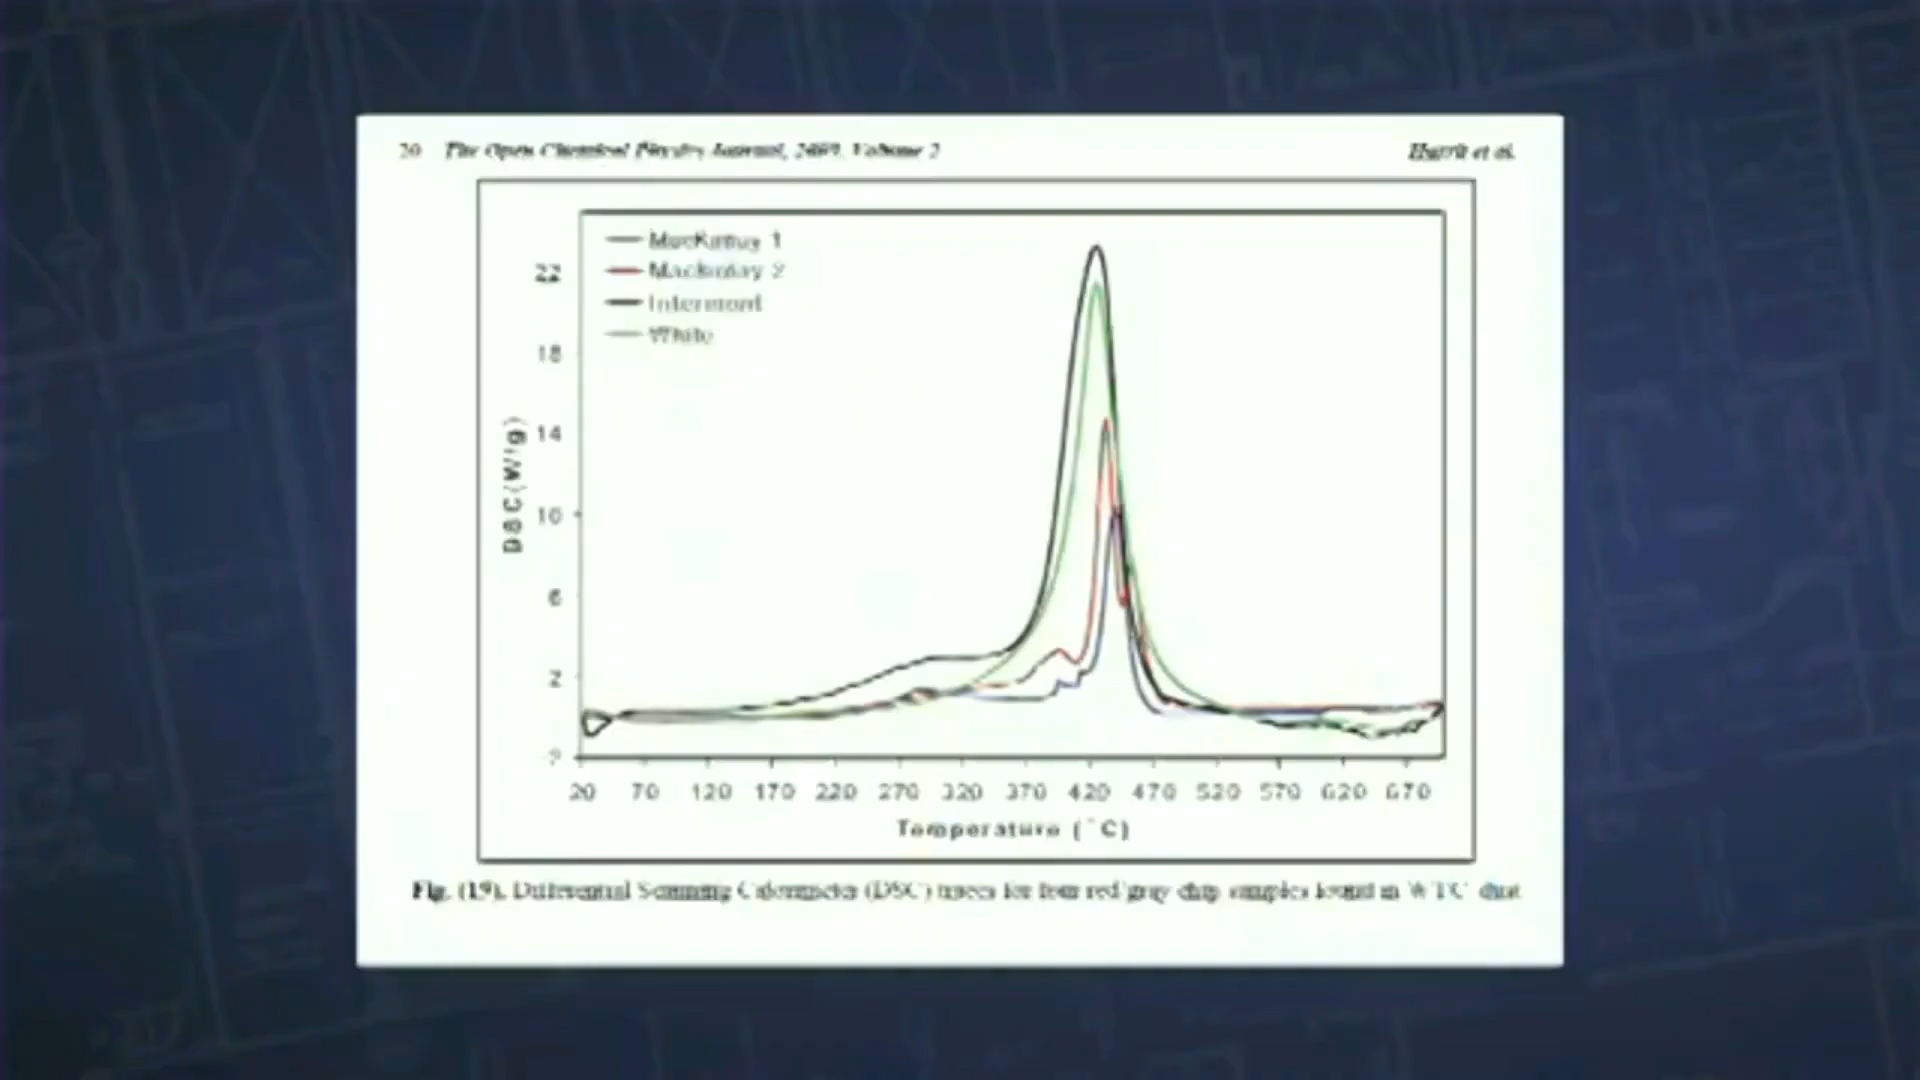 20 The Open Chemical Physics Journal, 2009, Volume 2
Harrit et al.
MacKinlay 1
MacKinlay 2
Intermont
White
22
18
14
10
6
2
-2
DSC (W/g)
20 70 120 170 220 270 320 370 420 470 520 570 620 670
Temperature (˚C)
Fig. (19). Differential Scanning Calorimeter (DSC) traces for four red/gray chip samples found in WTC dust